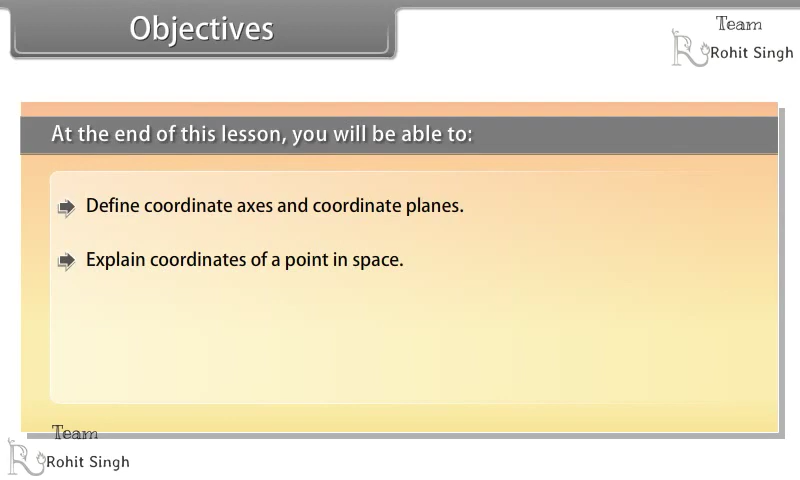 Objectives
Team
Rohit Singh
At the end of this lesson, you will be able to:
Define coordinate axes and coordinate planes.
Explain coordinates of a point in space.
Team
Rohit Singh